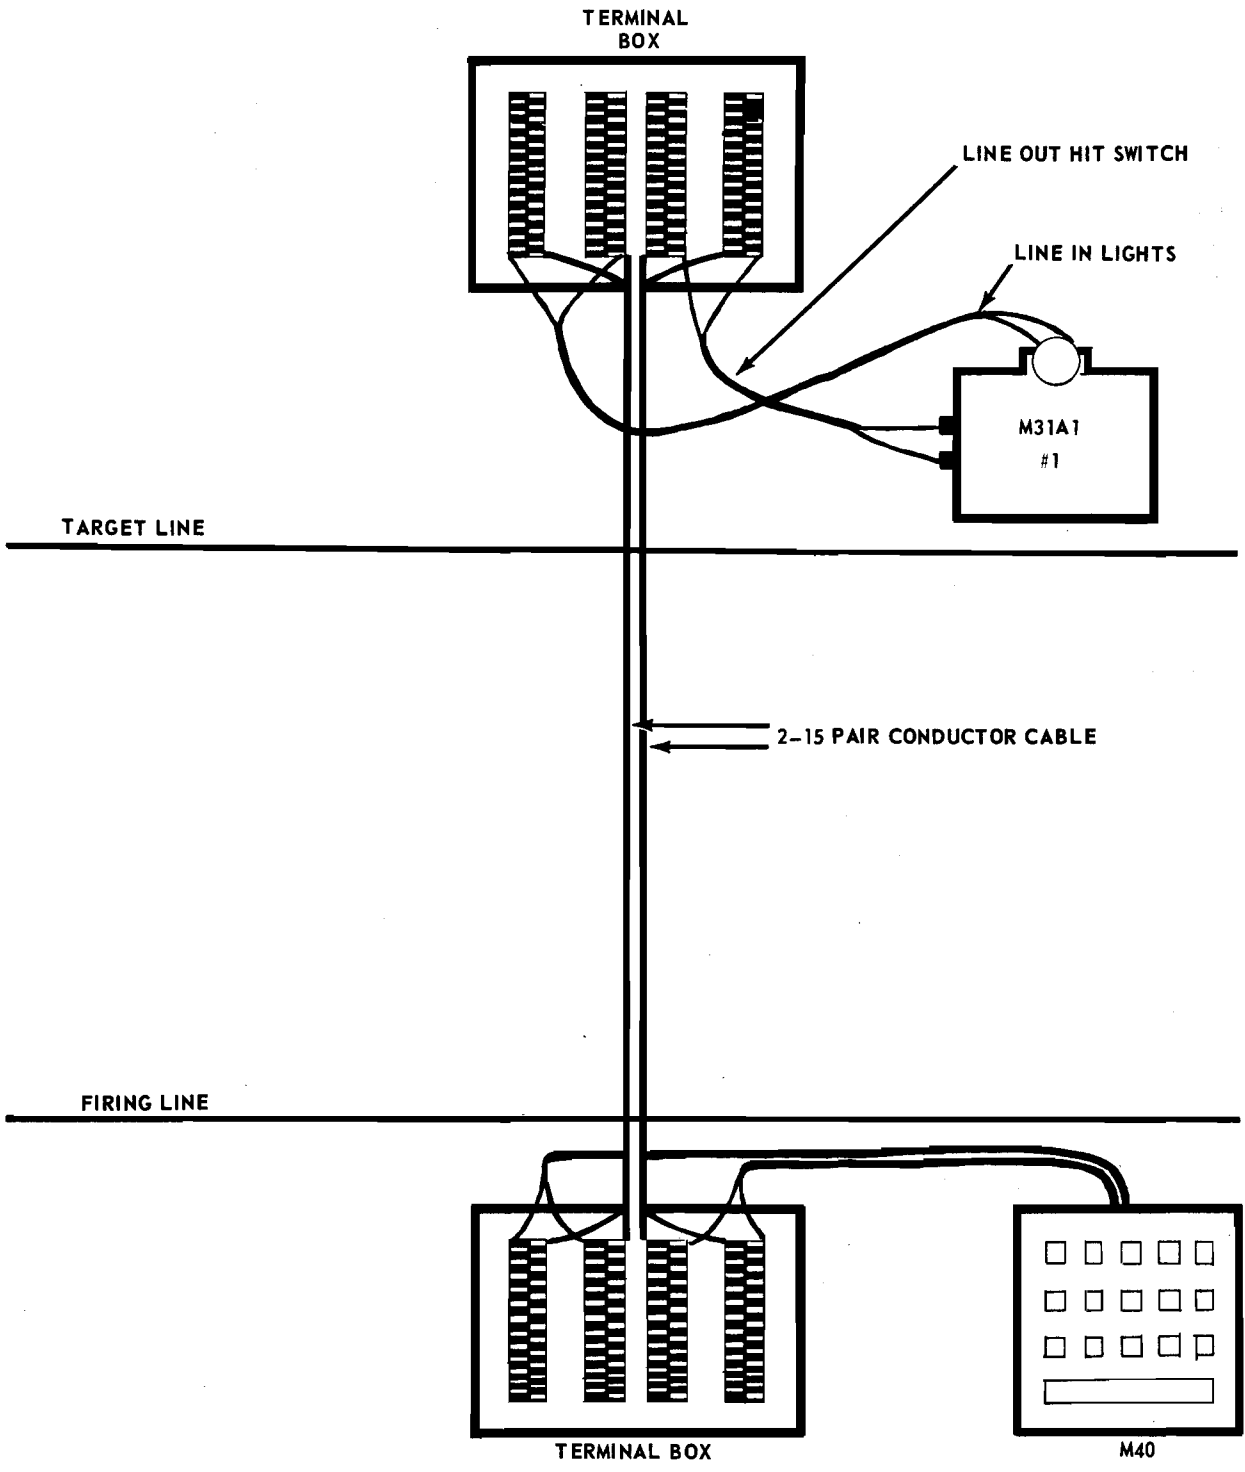 TERMINAL
BOX
LINE OUT HIT SWITCH
LINE IN LIGHTS
M31A1
#1
TARGET LINE
2-15 PAIR CONDUCTOR CABLE
FIRING LINE
TERMINAL BOX
M40